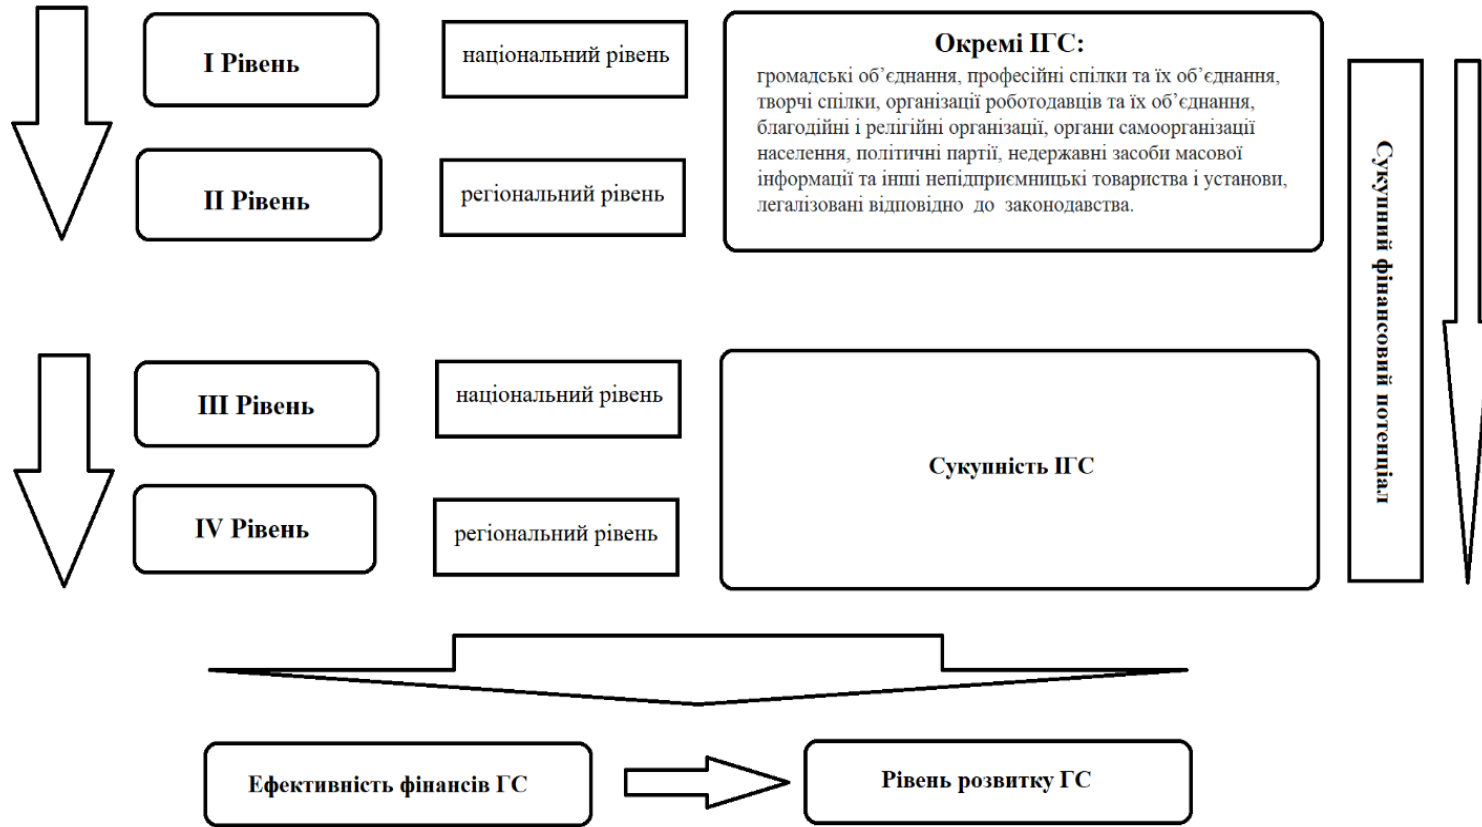 І Рівень
національний рівень
Окремі ІГС:
громадські об’єднання, професійні спілки та їх об’єднання,
творчі спілки, організації роботодавців та їх об’єднання,
благодійні і релігійні організації, органи самоорганізації
населення, політичні партії, недержавні засоби масової
інформації та інші непідприємницькі товариства і установи,
легалізовані відповідно до законодавства.
ІІ Рівень
регіональний рівень
Сукупний фінансовий потенціал
ІІІ Рівень
національний рівень
Сукупність ІГС
IV Рівень
регіональний рівень
Ефективність фінансів ГС
Рівень розвитку ГС